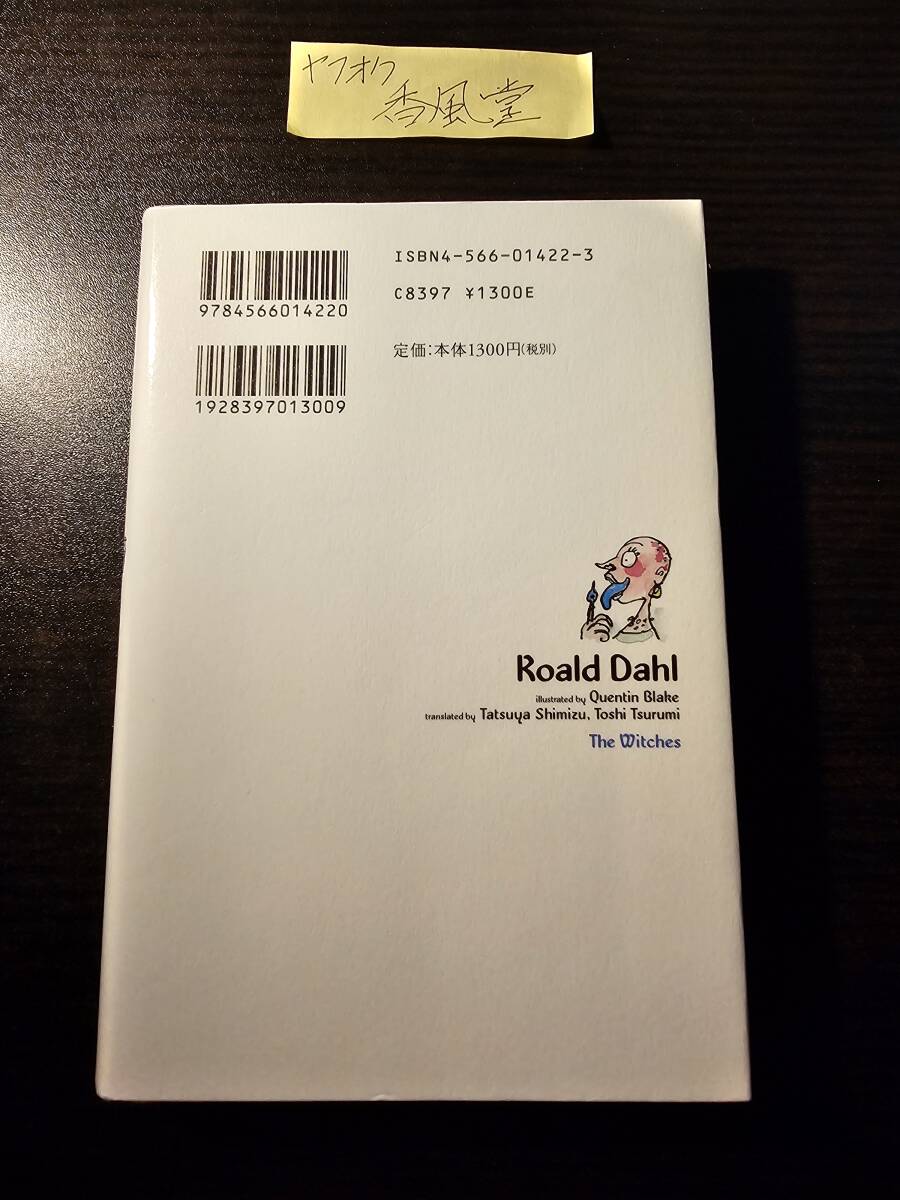 ヤフオク
香風堂
ISBN4-566-01422-3
C8397 ¥1300E
9784566014220
定価:本体1300円(税別)
1928397013009
Roald Dahl
illustrated by Quentin Blake
translated by Tatsuya Shimizu, Toshi Tsurumi
The Witches